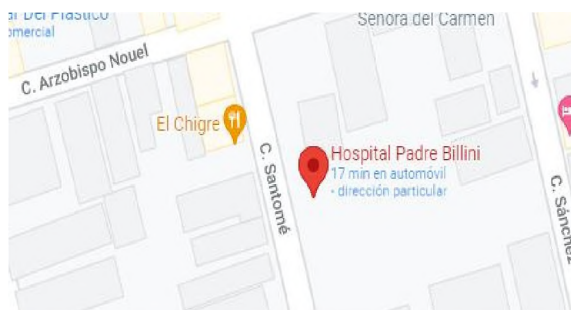 ar Del Plástico
omercial
Señora del Carmen
C. Arzobispo Nouel
El Chigre
C. Santomé
Hospital Padre Billini
17 min en automóvil
- dirección particular
C. Sánchez